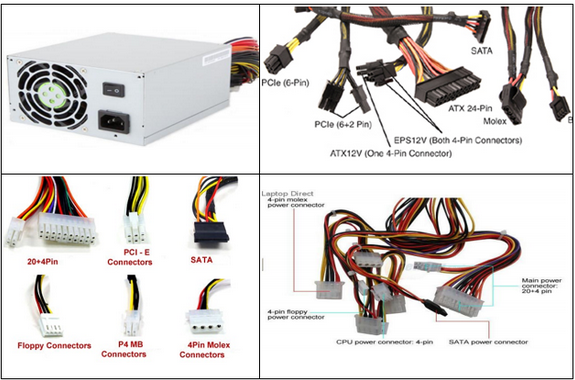 SATA
PCIe (6-Pin)
PCIe (6+2 Pin)
ATX 24-Pin
Molex
EPS12V (Both 4-Pin Connectors)
ATX12V (One 4-Pin Connector)
20+4Pin
PCI - E
Connectors
SATA
Floppy Connectors
P4 MB
Connectors
4Pin Molex
Connectors
Laptop Direct
4-pin molex
power connector
Main power
connector:
20+4 pin
4-pin floppy
power connector
CPU power connector: 4-pin
SATA power connector